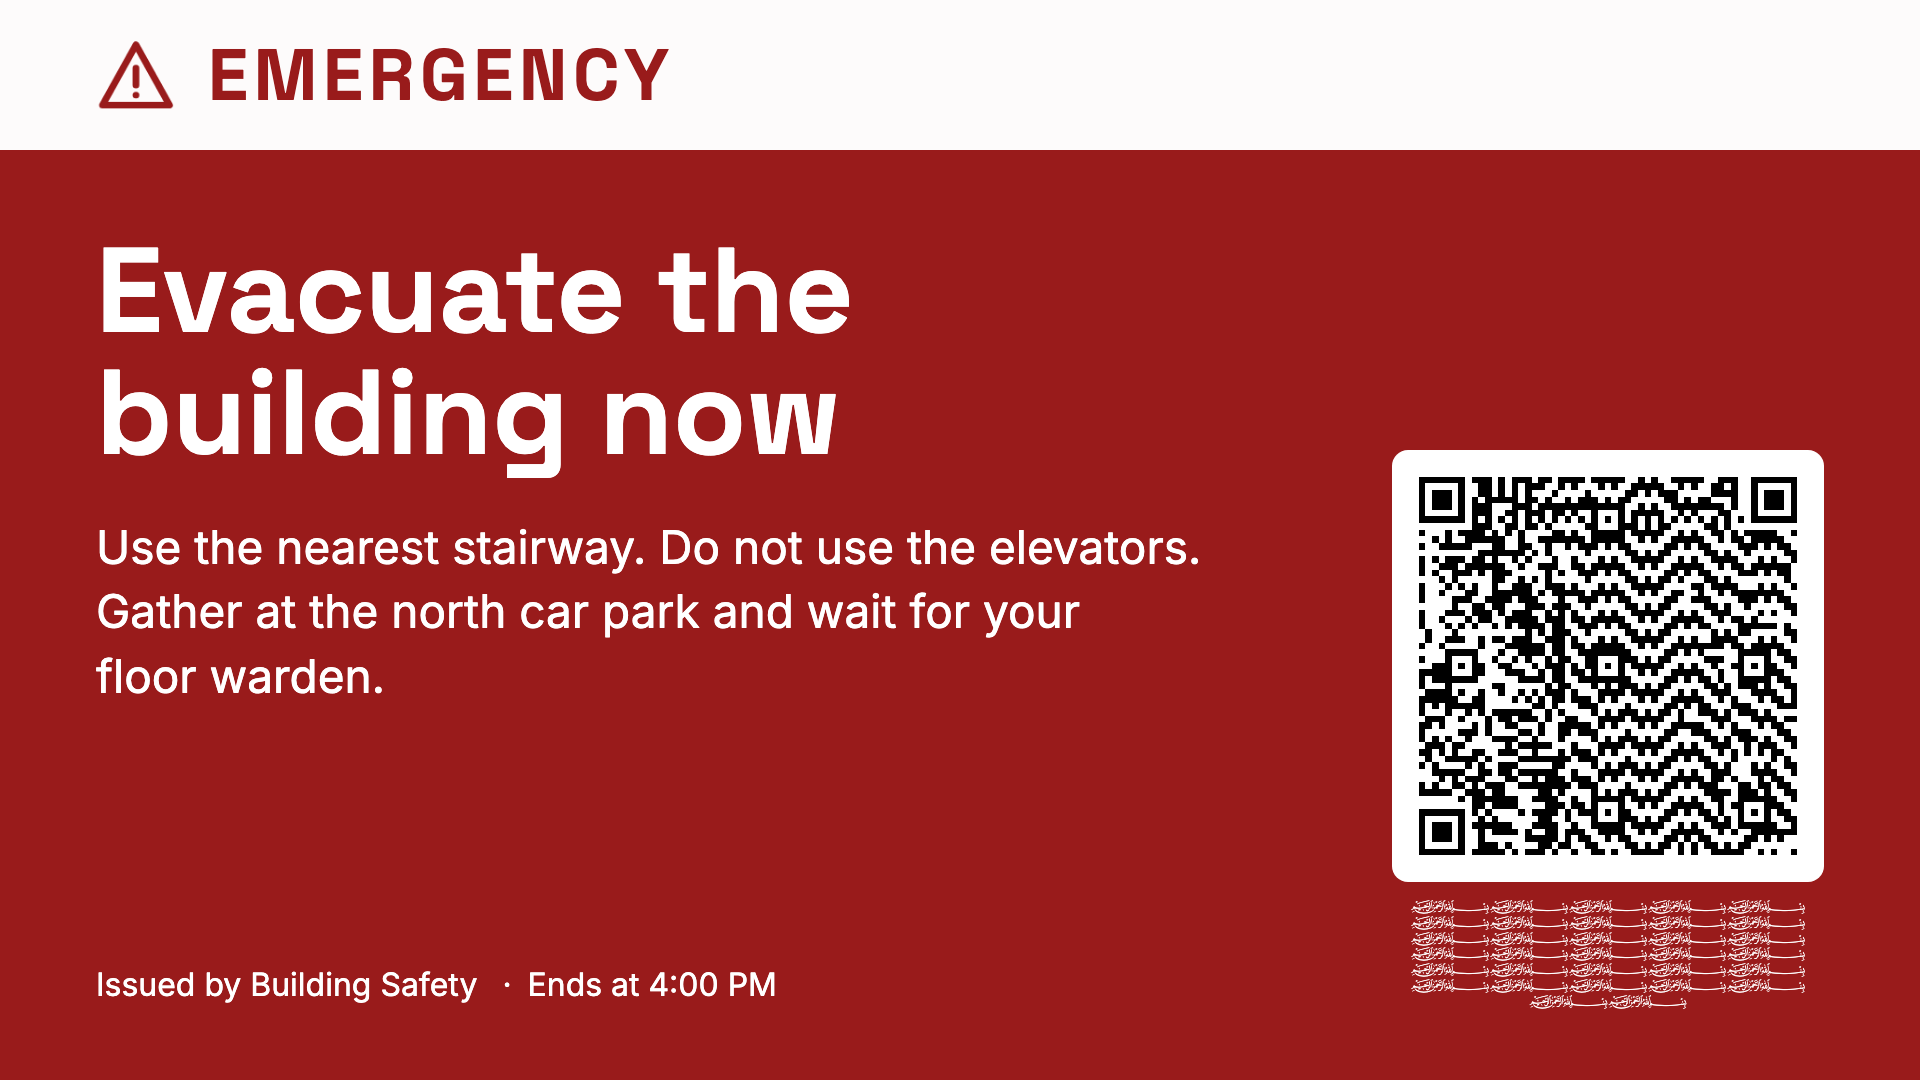 EMERGENCY
Evacuate the
building now
Use the nearest stairway. Do not use the elevators.
Gather at the north car park and wait for your
floor warden.
Issued by Building Safety · Ends at 4:00 PM
﷽﷽﷽﷽﷽
﷽﷽﷽﷽﷽
﷽﷽﷽﷽﷽
﷽﷽﷽﷽﷽
﷽﷽﷽﷽﷽
﷽﷽﷽﷽﷽
﷽﷽